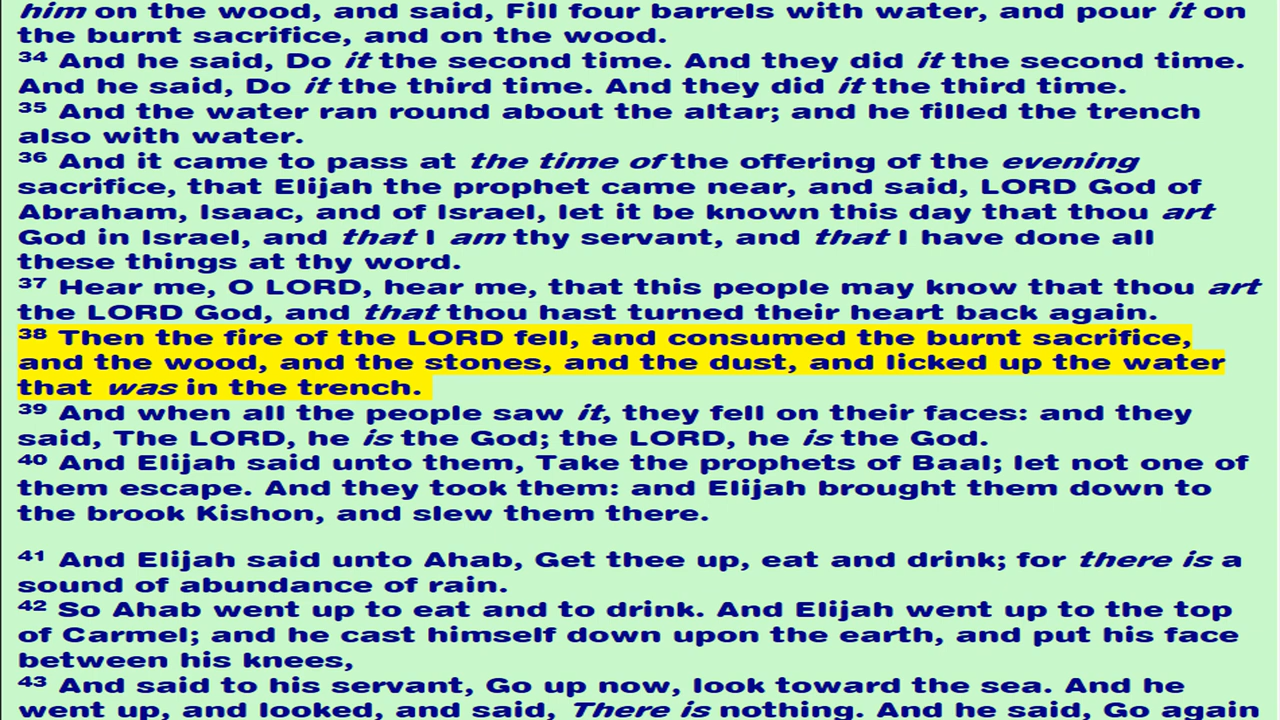 him on the wood, and said, Fill four barrels with water, and pour it on
the burnt sacrifice, and on the wood.
34 And he said, Do it the second time. And they did it the second time.
And he said, Do it the third time. And they did it the third time.
35 And the water ran round about the altar; and he filled the trench
also with water.
36 And it came to pass at the time of the offering of the evening
sacrifice, that Elijah the prophet came near, and said, LORD God of
Abraham, Isaac, and of Israel, let it be known this day that thou art
God in Israel, and that I am thy servant, and that I have done all
these things at thy word.
37 Hear me, O LORD, hear me, that this people may know that thou art
the LORD God, and that thou hast turned their heart back again.
38 Then the fire of the LORD fell, and consumed the burnt sacrifice,
and the wood, and the stones, and the dust, and licked up the water
that was in the trench.
39 And when all the people saw it, they fell on their faces: and they
said, The LORD, he is the God; the LORD, he is the God.
40 And Elijah said unto them, Take the prophets of Baal; let not one of
them escape. And they took them: and Elijah brought them down to
the brook Kishon, and slew them there.
41 And Elijah said unto Ahab, Get thee up, eat and drink; for there is a
sound of abundance of rain.
42 So Ahab went up to eat and to drink. And Elijah went up to the top
of Carmel; and he cast himself down upon the earth, and put his face
between his knees,
43 And said to his servant, Go up now, look toward the sea. And he
went up, and looked, and said, There is nothing. And he said, Go again